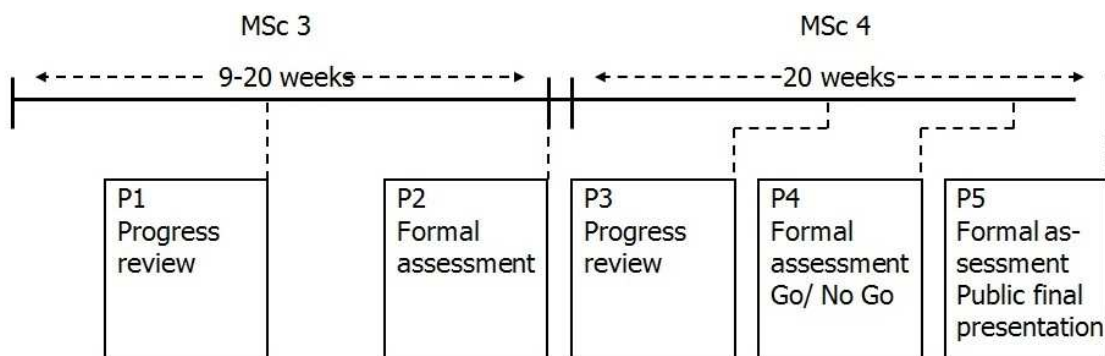 MSc 3
MSc 4
9-20 weeks
20 weeks
P1
Progress
review
P2
Formal
assessment
P3
Progress
review
P4
Formal
assessment
Go/ No Go
P5
Formal as-
sessment
Public final
presentation